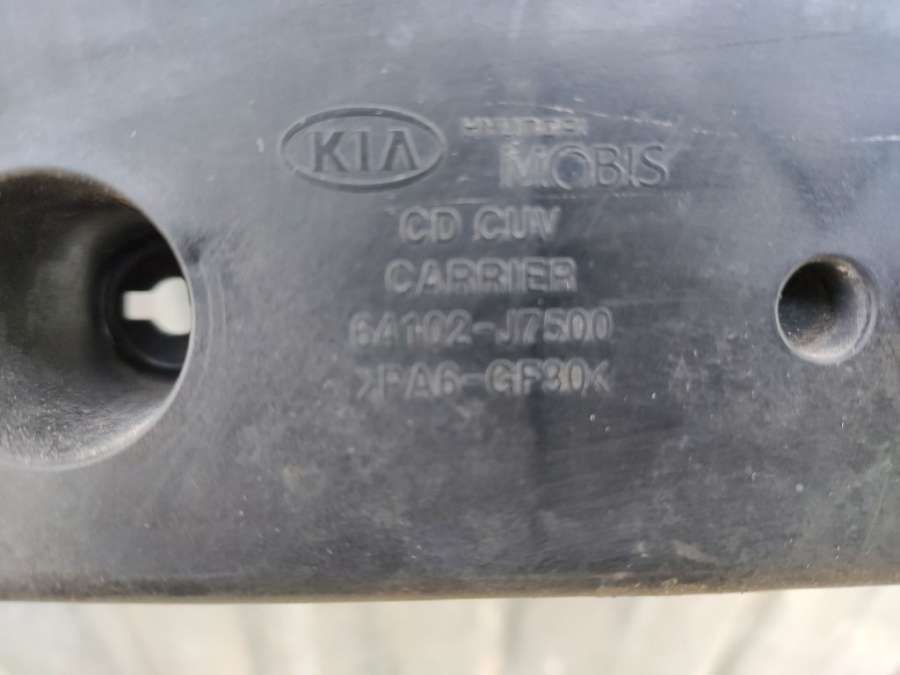 KIA HYUNDAI
MOBIS
CD CUV
CARRIER
64102-J7500
>PA6-GF30<